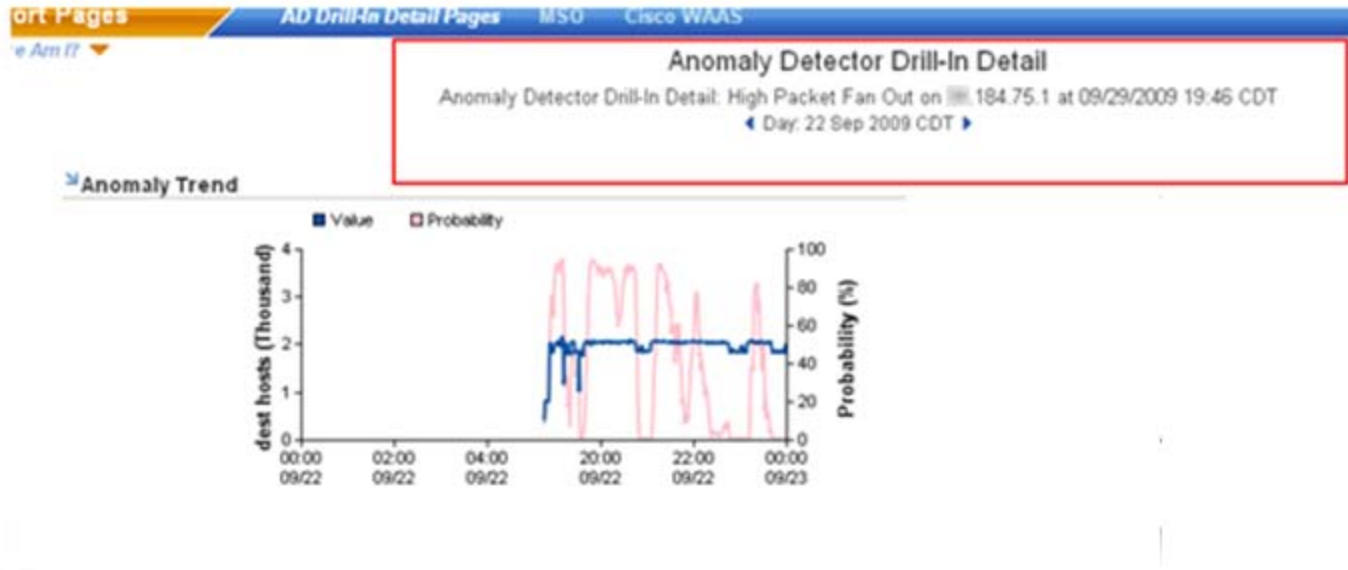 ort Pages AD Drill-In Detail Pages MSO Cisco WAAS
e Am I?
Anomaly Detector Drill-In Detail
Anomaly Detector Drill-In Detail: High Packet Fan Out on .184.75.1 at 09/29/2009 19:46 CDT
Day: 22 Sep 2009 CDT
Anomaly Trend
Value Probability
dest hosts (Thousand)
4
3
2
1
0
100
80
60
40
20
0
Probability (%)
00:00 02:00 04:00 20:00 22:00 00:00
09/22 09/22 09/22 09/22 09/22 09/23